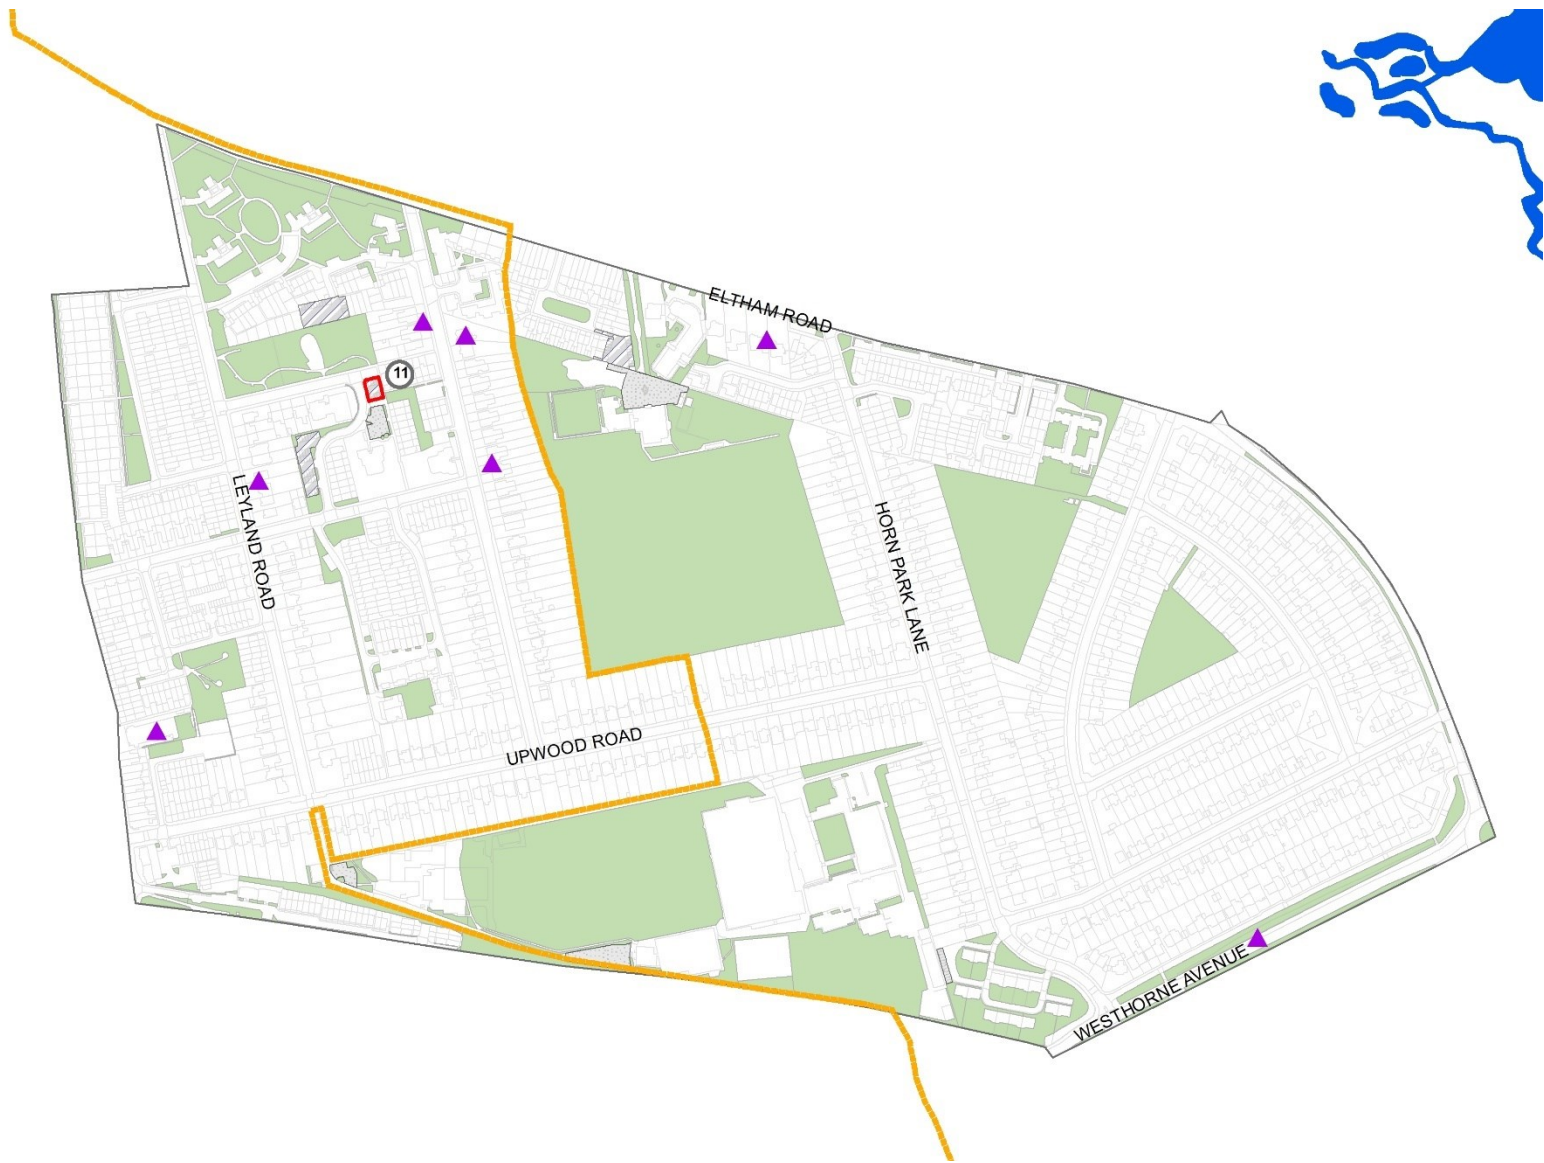 ELTHAM ROAD
11
LEYLAND ROAD
HORN PARK LANE
UPWOOD ROAD
WESTHORNE AVENUE